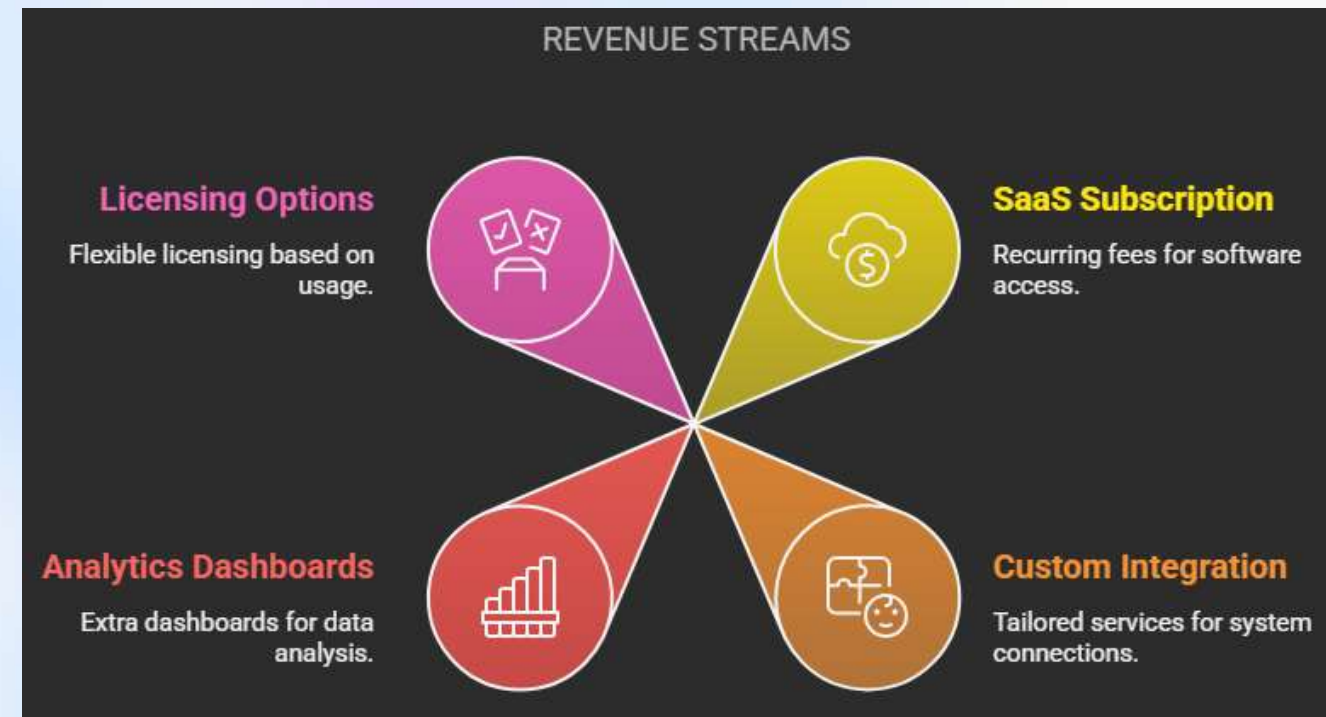 REVENUE STREAMS
Licensing Options
Flexible licensing based on
usage.
SaaS Subscription
Recurring fees for software
access.
Analytics Dashboards
Extra dashboards for data
analysis.
Custom Integration
Tailored services for system
connections.